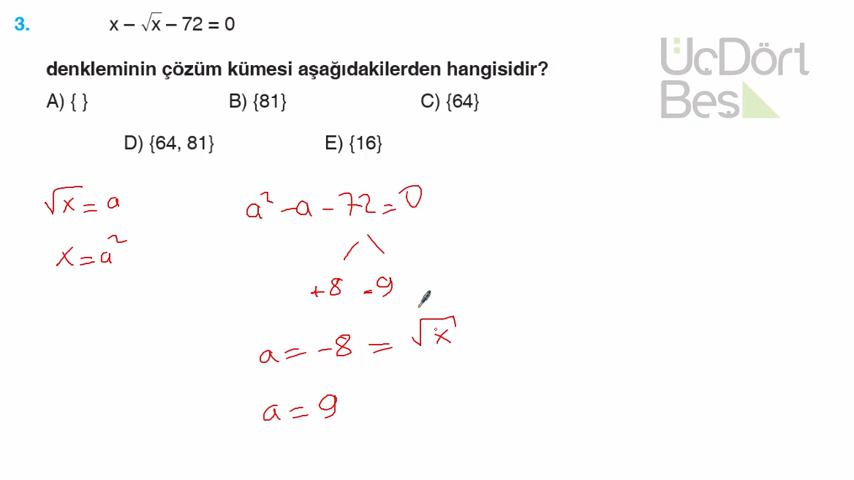 3. x – √x – 72 = 0
denkleminin çözüm kümesi aşağıdakilerden hangisidir?
A) { } B) {81} C) {64}
D) {64, 81} E) {16}
ÜçDört
Beş
√x = a a² - a - 72 = 0
x = a²
+8 -9
a = -8 = √x
a = 9